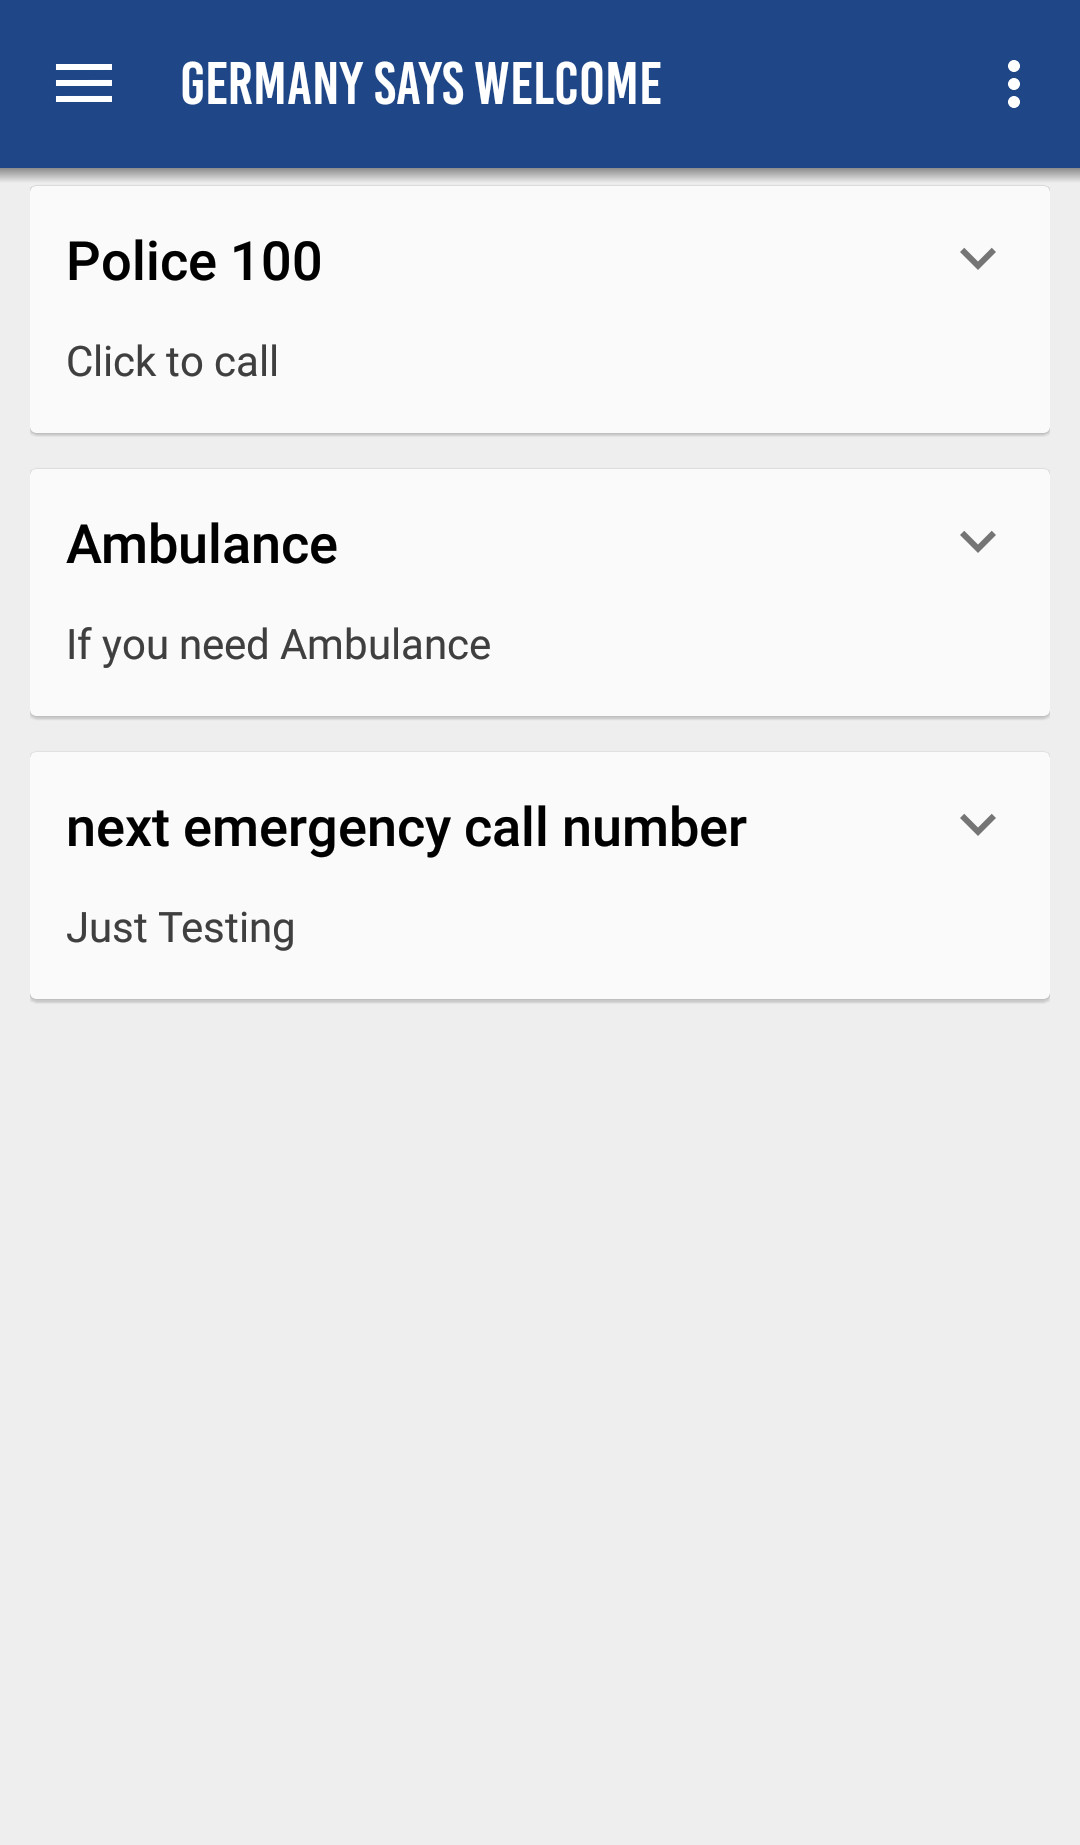 GERMANY SAYS WELCOME
Police 100
Click to call
Ambulance
If you need Ambulance
next emergency call number
Just Testing